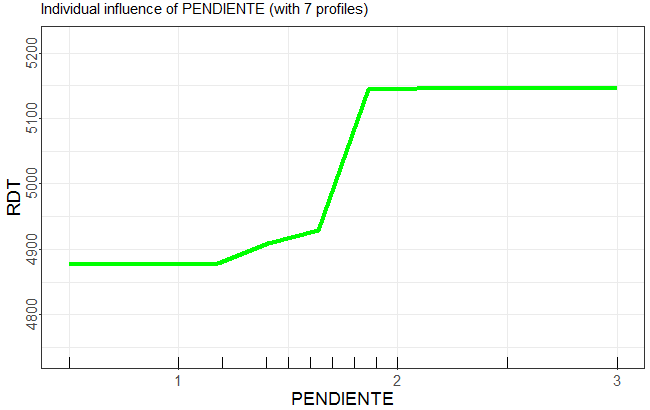 Individual influence of PENDIENTE (with 7 profiles)
5200
5100
5000
4900
4800
RDT
1 2 3
PENDIENTE